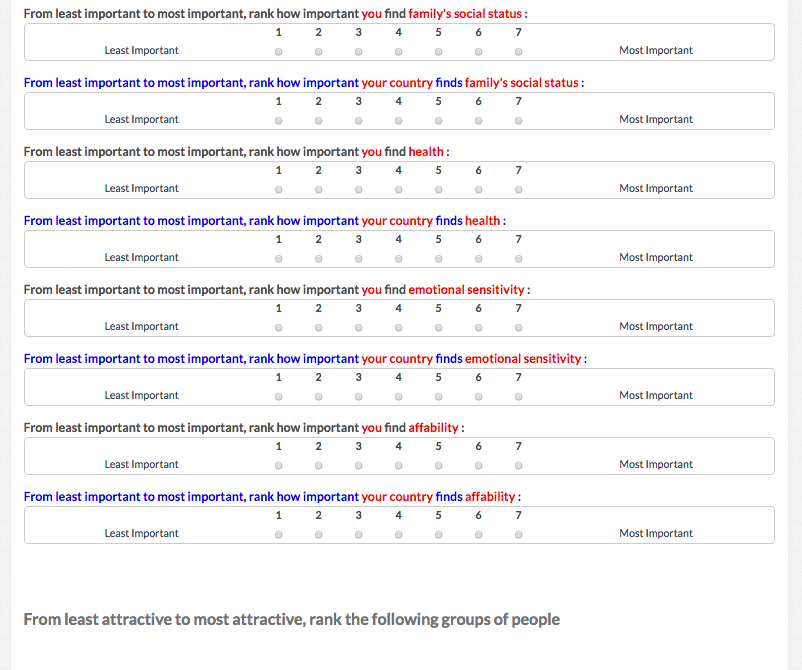 From least important to most important, rank how important you find family's social status :
1 2 3 4 5 6 7
Least Important Most Important
From least important to most important, rank how important your country finds family's social status :
1 2 3 4 5 6 7
Least Important Most Important
From least important to most important, rank how important you find health :
1 2 3 4 5 6 7
Least Important Most Important
From least important to most important, rank how important your country finds health :
1 2 3 4 5 6 7
Least Important Most Important
From least important to most important, rank how important you find emotional sensitivity :
1 2 3 4 5 6 7
Least Important Most Important
From least important to most important, rank how important your country finds emotional sensitivity :
1 2 3 4 5 6 7
Least Important Most Important
From least important to most important, rank how important you find affability :
1 2 3 4 5 6 7
Least Important Most Important
From least important to most important, rank how important your country finds affability :
1 2 3 4 5 6 7
Least Important Most Important
From least attractive to most attractive, rank the following groups of people